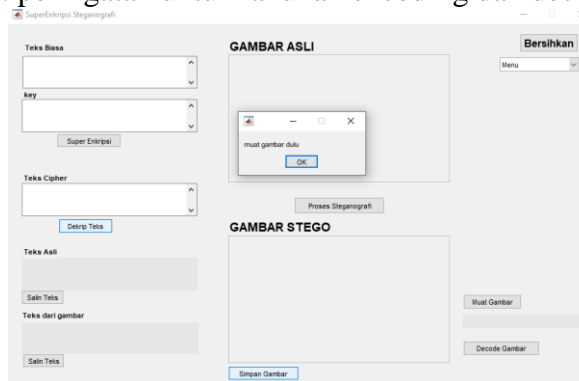 SuperEnkripsi Steganografi
Teks Biasa
GAMBAR ASLI
Bersihkan
Menu
key
muat gambar dulu
OK
Super Enkripsi
Teks Cipher
Proses Steganografi
Dekrip Teks
GAMBAR STEGO
Teks Asli
Salin Teks
Muat Gambar
Teks dari gambar
Decode Gambar
Salin Teks
Simpan Gambar